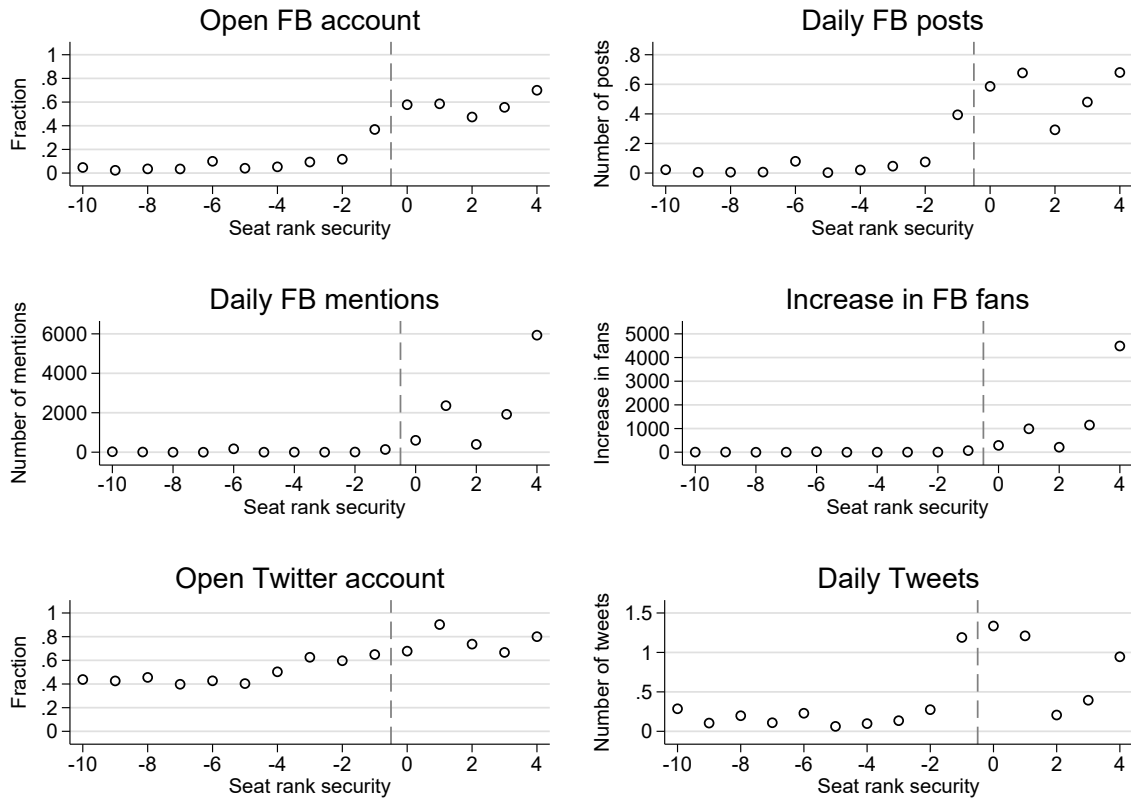 Open FB account
Fraction
1
.8
.6
.4
.2
0
-10 -8 -6 -4 -2 0 2 4
Seat rank security
Daily FB posts
Number of posts
.8
.6
.4
.2
0
-10 -8 -6 -4 -2 0 2 4
Seat rank security
Daily FB mentions
Number of mentions
6000
4000
2000
0
-10 -8 -6 -4 -2 0 2 4
Seat rank security
Increase in FB fans
Increase in fans
5000
4000
3000
2000
1000
0
-10 -8 -6 -4 -2 0 2 4
Seat rank security
Open Twitter account
Fraction
1
.8
.6
.4
.2
0
-10 -8 -6 -4 -2 0 2 4
Seat rank security
Daily Tweets
Number of tweets
1.5
1
.5
0
-10 -8 -6 -4 -2 0 2 4
Seat rank security